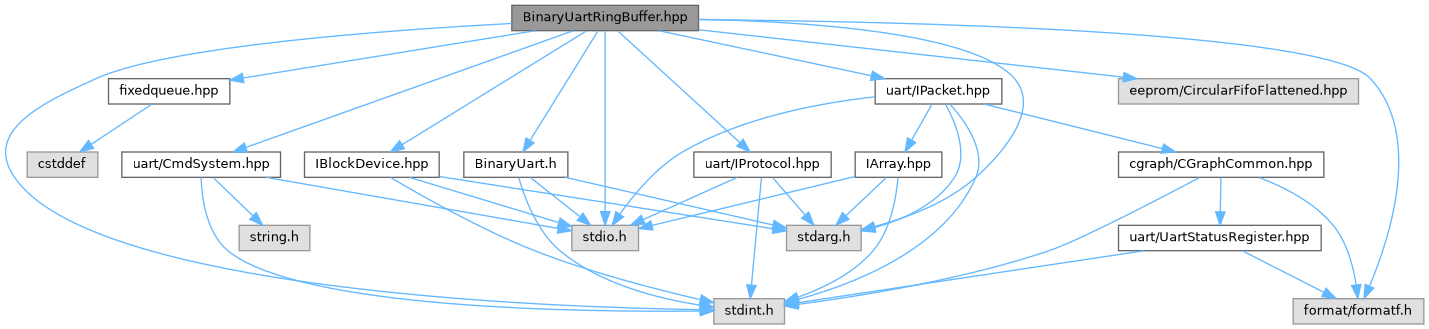 BinaryUartRingBuffer.hpp
fixedqueue.hpp
uart/IPacket.hpp
eeprom/CircularFifoFlattened.hpp
cstddef
uart/CmdSystem.hpp
IBlockDevice.hpp
BinaryUart.h
uart/IProtocol.hpp
IArray.hpp
cgraph/CGraphCommon.hpp
string.h
stdio.h
stdarg.h
uart/UartStatusRegister.hpp
stdint.h
format/formatf.h